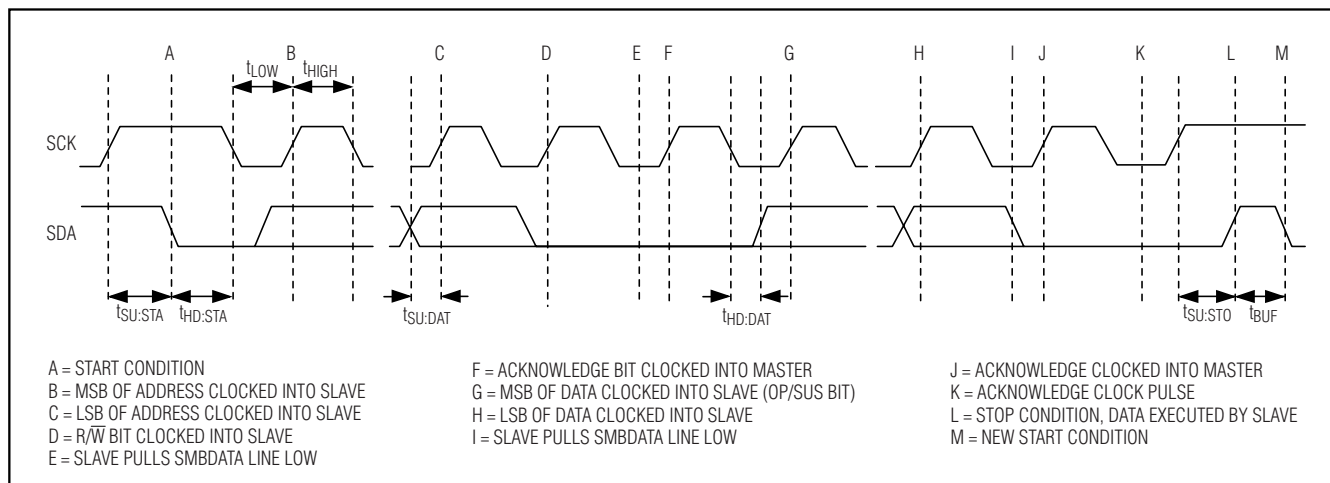 A B C D E F G H I J K L M
tLOW tHIGH
SCK
SDA
tSU:STA tHD:STA tSU:DAT tHD:DAT tSU:STO tBUF
A = START CONDITION
B = MSB OF ADDRESS CLOCKED INTO SLAVE
C = LSB OF ADDRESS CLOCKED INTO SLAVE
D = R/W̅ BIT CLOCKED INTO SLAVE
E = SLAVE PULLS SMBDATA LINE LOW
F = ACKNOWLEDGE BIT CLOCKED INTO MASTER
G = MSB OF DATA CLOCKED INTO SLAVE (OP/SUS BIT)
H = LSB OF DATA CLOCKED INTO SLAVE
I = SLAVE PULLS SMBDATA LINE LOW
J = ACKNOWLEDGE CLOCKED INTO MASTER
K = ACKNOWLEDGE CLOCK PULSE
L = STOP CONDITION, DATA EXECUTED BY SLAVE
M = NEW START CONDITION